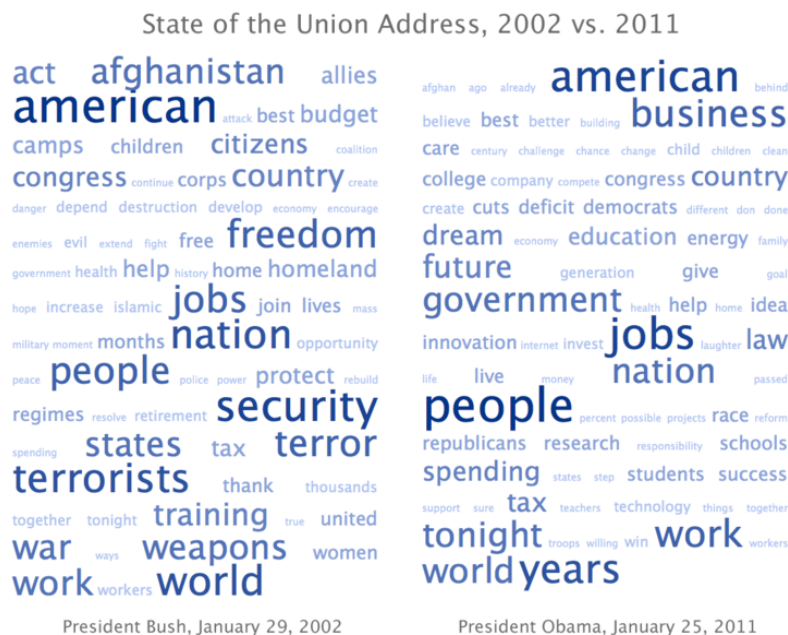 State of the Union Address, 2002 vs. 2011
act afghanistan allies
american attack best budget
camps children citizens coalition
congress continue corps country create
danger depend destruction develop economy encourage
enemies evil extend fight free freedom
government health help history home homeland
hope increase islamic jobs join lives mass
military moment months nation opportunity
peace people police power protect rebuild
regimes resolve retirement security
spending states tax terror
terrorists thank thousands
together tonight training true united
war ways weapons women
work workers world
President Bush, January 29, 2002
afghan ago already american behind
believe best better building business
care century challenge chance change child children clean
college company compete congress country
create cuts deficit democrats different don done
dream economy education energy family
future generation give goal
government health help home idea
innovation internet invest jobs laughter law
life live money nation passed
people percent possible projects race reform
republicans research responsibility schools
spending states step students success
support sure tax teachers technology things together
tonight troops willing win work workers
world years
President Obama, January 25, 2011